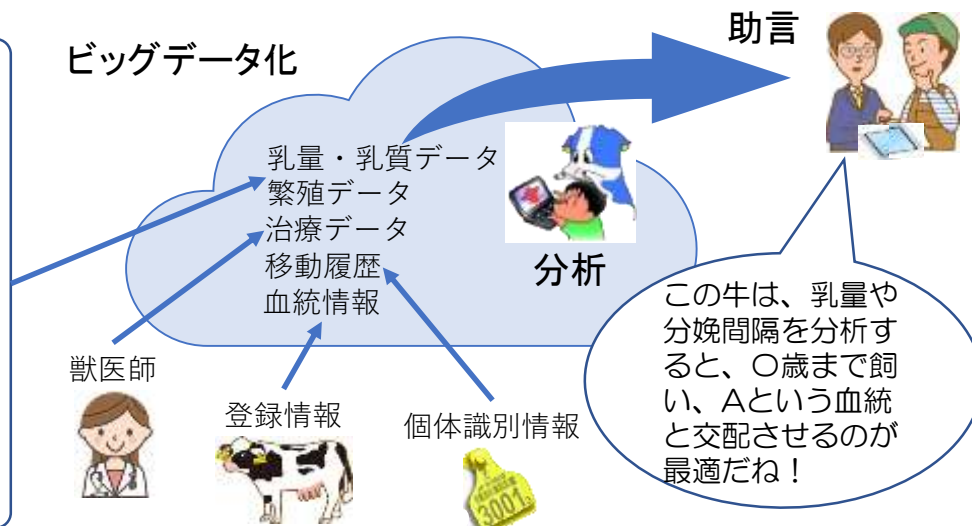 ビッグデータ化
助言
乳量・乳質データ
繁殖データ
治療データ
移動履歴
血統情報
分析
この牛は、乳量や
分娩間隔を分析す
ると、〇歳まで飼
い、Aという血統
と交配させるのが
最適だね！
獣医師
登録情報
個体識別情報
3001